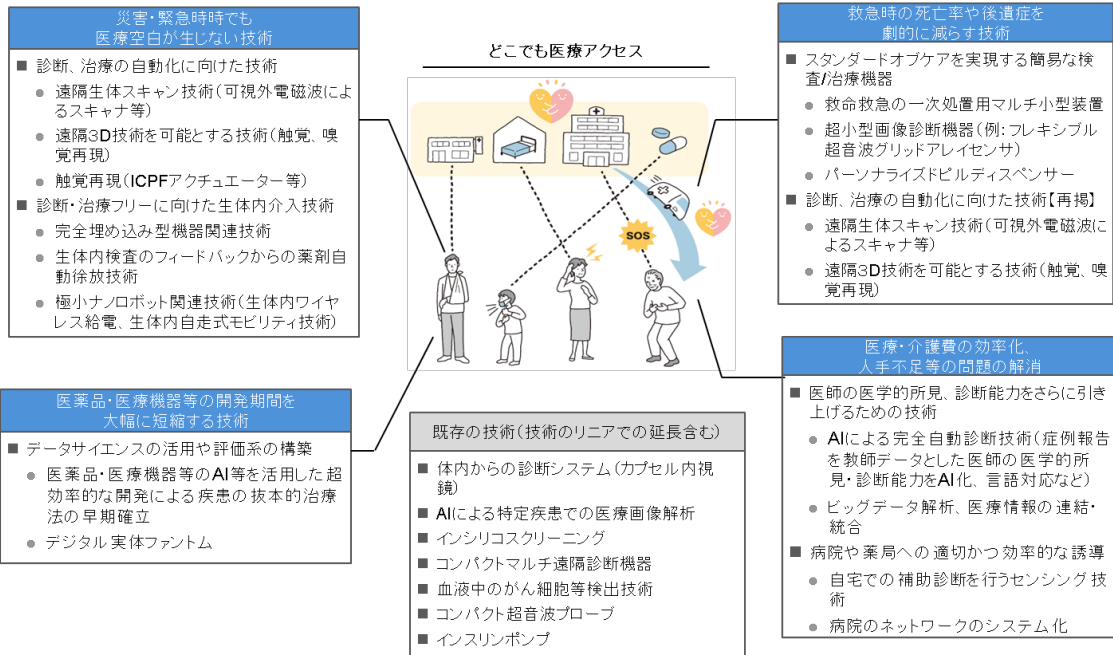 災害・緊急時時でも
医療空白が生じない技術
■ 診断、治療の自動化に向けた技術
● 遠隔生体スキャン技術(可視外電磁波によ
るスキャナ等)
● 遠隔3D技術を可能とする技術(触覚、嗅
覚再現)
● 触覚再現(ICPFアクチュエーター等)
■ 診断・治療フリーに向けた生体内介入技術
● 完全埋め込み型機器関連技術
● 生体内検査のフィードバックからの薬剤自
動徐放技術
● 極小ナノロボット関連技術(生体内ワイヤ
レス給電、生体内自走式モビリティ技術)
どこでも医療アクセス
SOS
救急時の死亡率や後遺症を
劇的に減らす技術
■ スタンダードオブケアを実現する簡易な検
査/治療機器
● 救命救急の一次処置用マルチ小型装置
● 超小型画像診断機器(例:フレキシブル
超音波グリッドアレイセンサ)
● パーソナライズドピルディスペンサー
■ 診断、治療の自動化に向けた技術【再掲】
● 遠隔生体スキャン技術(可視外電磁波に
よるスキャナ等)
● 遠隔3D技術を可能とする技術(触覚、嗅
覚再現)
医薬品・医療機器等の開発期間を
大幅に短縮する技術
■ データサイエンスの活用や評価系の構築
● 医薬品・医療機器等のAI等を活用した超
効率的な開発による疾患の抜本的治療
法の早期確立
● デジタル実体ファントム
既存の技術(技術のリニアでの延長含む)
■ 体内からの診断システム(カプセル内視
鏡)
■ AIによる特定疾患での医療画像解析
■ インシリコスクリーニング
■ コンパクトマルチ遠隔診断機器
■ 血液中のがん細胞等検出技術
■ コンパクト超音波プローブ
■ インスリンポンプ
医療・介護費の効率化、
人手不足等の問題の解消
■ 医師の医学的所見、診断能力をさらに引き
上げるための技術
● AIによる完全自動診断技術(症例報告
を教師データとした医師の医学的所
見・診断能力をAI化、言語対応など)
● ビッグデータ解析、医療情報の連結・
統合
■ 病院や薬局への適切かつ効率的な誘導
● 自宅での補助診断を行うセンシング技
術
● 病院のネットワークのシステム化